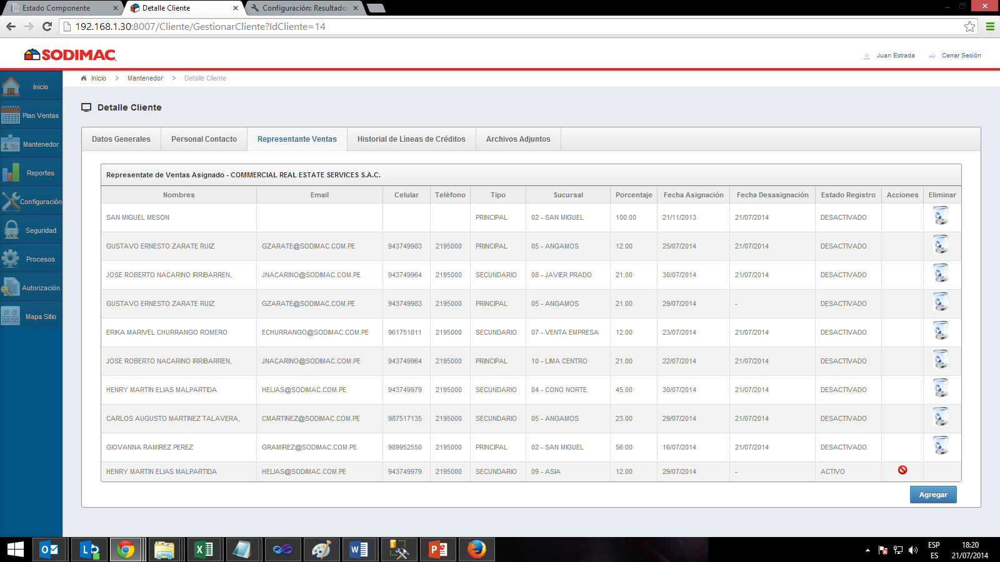 Estado Componente
Detalle Cliente
Configuración: Resultados
192.168.1.30:8007/Cliente/GestionarCliente?IdCliente=14
SODIMAC
Juan Estrada
Cerrar Sesión
Inicio > Mantenedor > Detalle Cliente
Inicio
Plan Ventas
Mantenedor
Reportes
Configuración
Seguridad
Procesos
Autorización
Mapa Sitio
Detalle Cliente
Datos Generales Personal Contacto Representante Ventas Historial de Líneas de Créditos Archivos Adjuntos
Representate de Ventas Asignado - COMMERCIAL REAL ESTATE SERVICES S.A.C.
Nombres Email Celular Teléfono Tipo Sucursal Porcentaje Fecha Asignación Fecha Desasignación Estado Registro Acciones Eliminar
SAN MIGUEL MESON PRINCIPAL 02 - SAN MIGUEL 100.00 21/11/2013 21/07/2014 DESACTIVADO
GUSTAVO ERNESTO ZARATE RUIZ GZARATE@SODIMAC.COM.PE 943749983 2195000 PRINCIPAL 05 - ANGAMOS 12.00 25/07/2014 21/07/2014 DESACTIVADO
JOSE ROBERTO NACARINO IRRIBARREN, JNACARINO@SODIMAC.COM.PE 943749964 2195000 SECUNDARIO 08 - JAVIER PRADO 21.00 30/07/2014 21/07/2014 DESACTIVADO
GUSTAVO ERNESTO ZARATE RUIZ GZARATE@SODIMAC.COM.PE 943749983 2195000 PRINCIPAL 05 - ANGAMOS 21.00 29/07/2014 - DESACTIVADO
ERIKA MARIVEL CHURRANGO ROMERO ECHURRANGO@SODIMAC.COM.PE 961751811 2195000 SECUNDARIO 07 - VENTA EMPRESA 12.00 23/07/2014 21/07/2014 DESACTIVADO
JOSE ROBERTO NACARINO IRRIBARREN, JNACARINO@SODIMAC.COM.PE 943749964 2195000 PRINCIPAL 10 - LIMA CENTRO 21.00 22/07/2014 21/07/2014 DESACTIVADO
HENRY MARTIN ELIAS MALPARTIDA HELIAS@SODIMAC.COM.PE 943749979 2195000 SECUNDARIO 04 - CONO NORTE 45.00 30/07/2014 21/07/2014 DESACTIVADO
CARLOS AUGUSTO MARTINEZ TALAVERA, CMARTINEZ@SODIMAC.COM.PE 987517135 2195000 SECUNDARIO 05 - ANGAMOS 23.00 29/07/2014 21/07/2014 DESACTIVADO
GIOVANNA RAMIREZ PEREZ GRAMIREZ@SODIMAC.COM.PE 989952550 2195000 PRINCIPAL 02 - SAN MIGUEL 56.00 16/07/2014 21/07/2014 DESACTIVADO
HENRY MARTIN ELIAS MALPARTIDA HELIAS@SODIMAC.COM.PE 943749979 2195000 SECUNDARIO 09 - ASIA 12.00 29/07/2014 - ACTIVO
Agregar
ESP
ES
18:20
21/07/2014